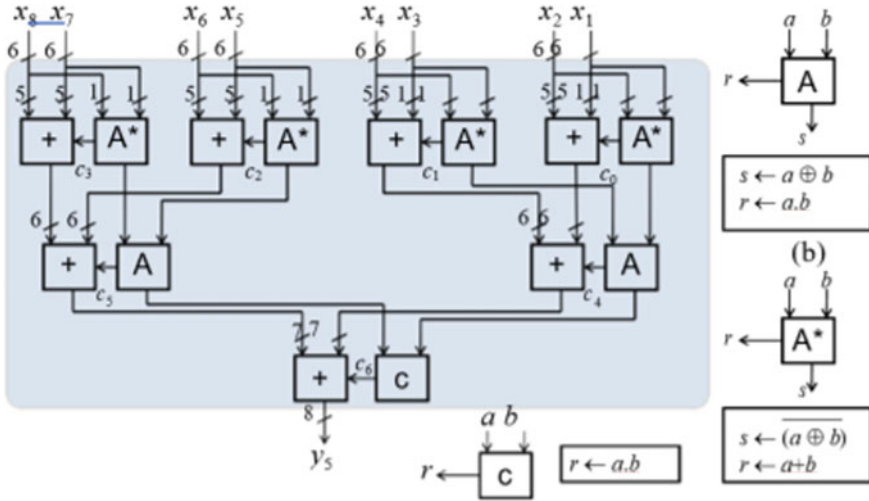 x8 x7 x6 x5 x4 x3 x2 x1
6 6 6 6 6 6 6 6
5 5 1 1 5 5 1 1 5 5 1 1 5 5 1 1
+ A* + A* + A* + A*
c3 c2 c1 c0
6 6 6 6
+ A + A
c5 c4
7 7
+ c6 c
8
y5
a b
r A
s
s ← a ⊕ b
r ← a.b
(b)
a b
r A*
s
s ← \overline{(a ⊕ b)}
r ← a+b
a b
r c
r ← a.b